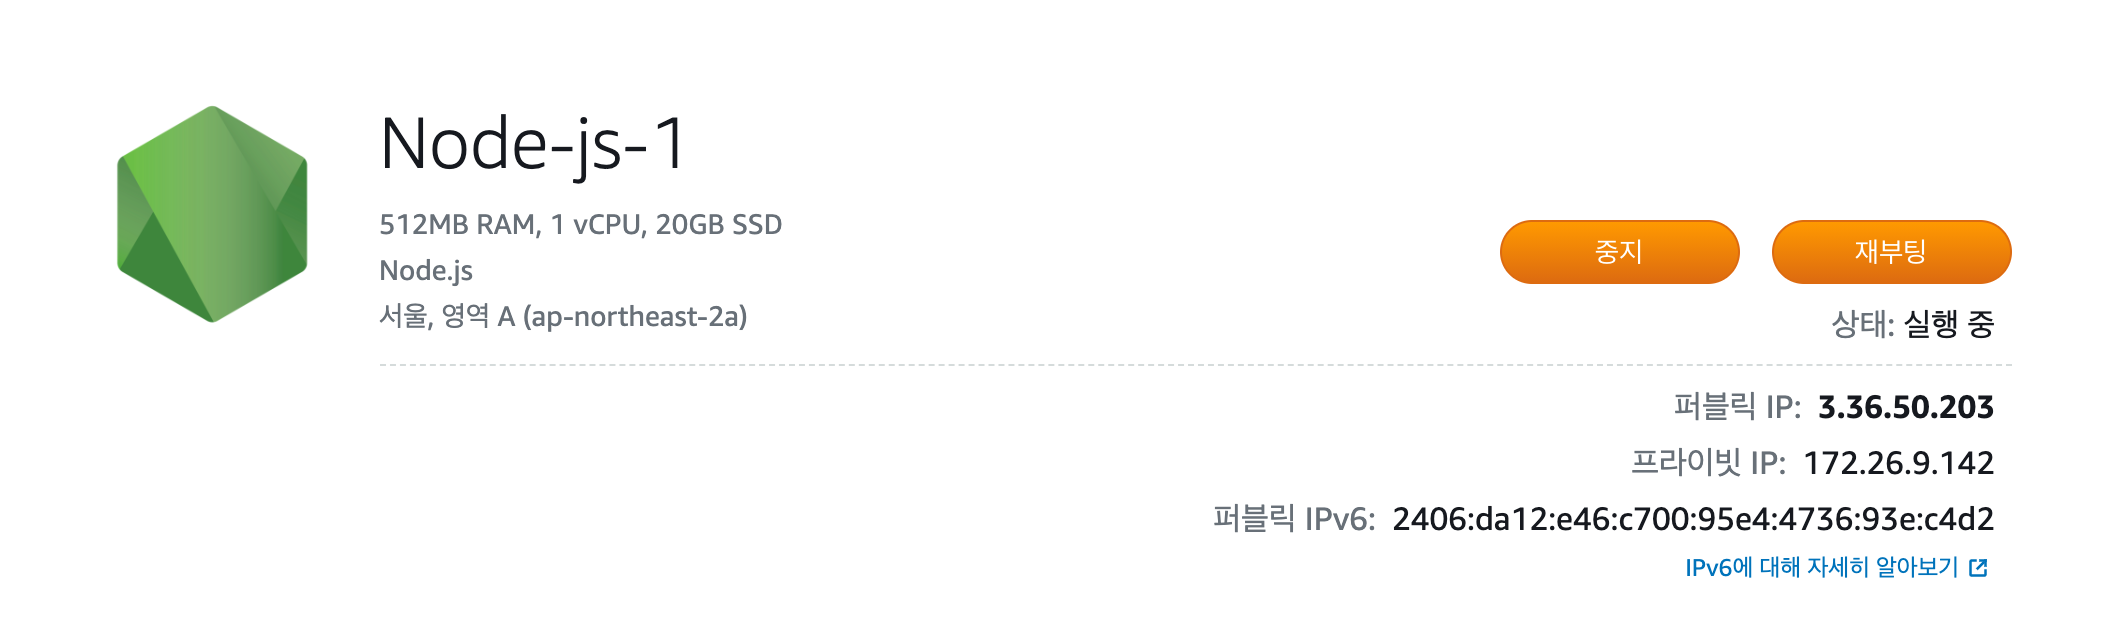 Node-js-1
512MB RAM, 1 vCPU, 20GB SSD
Node.js
서울, 영역 A (ap-northeast-2a)
중지
재부팅
상태: 실행 중
퍼블릭 IP: 3.36.50.203
프라이빗 IP: 172.26.9.142
퍼블릭 IPv6: 2406:da12:e46:c700:95e4:4736:93e:c4d2
IPv6에 대해 자세히 알아보기